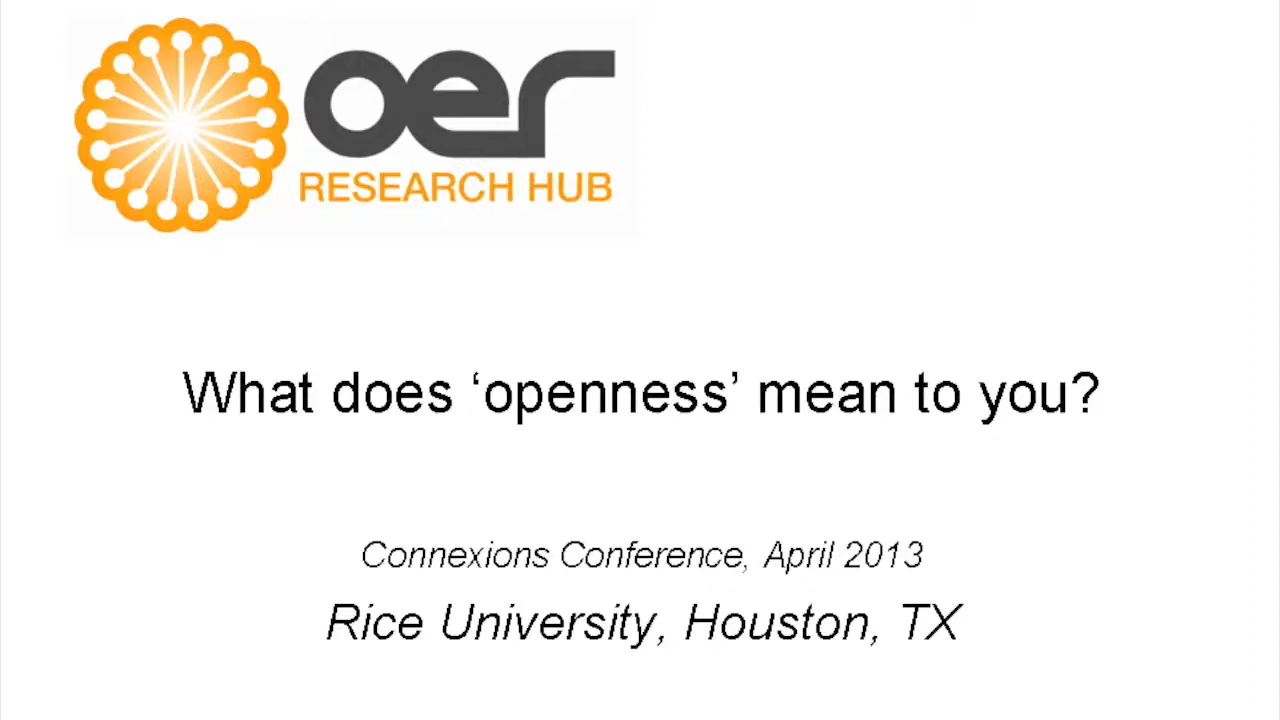 oer
RESEARCH HUB
What does ‘openness’ mean to you?
Connexions Conference, April 2013
Rice University, Houston, TX